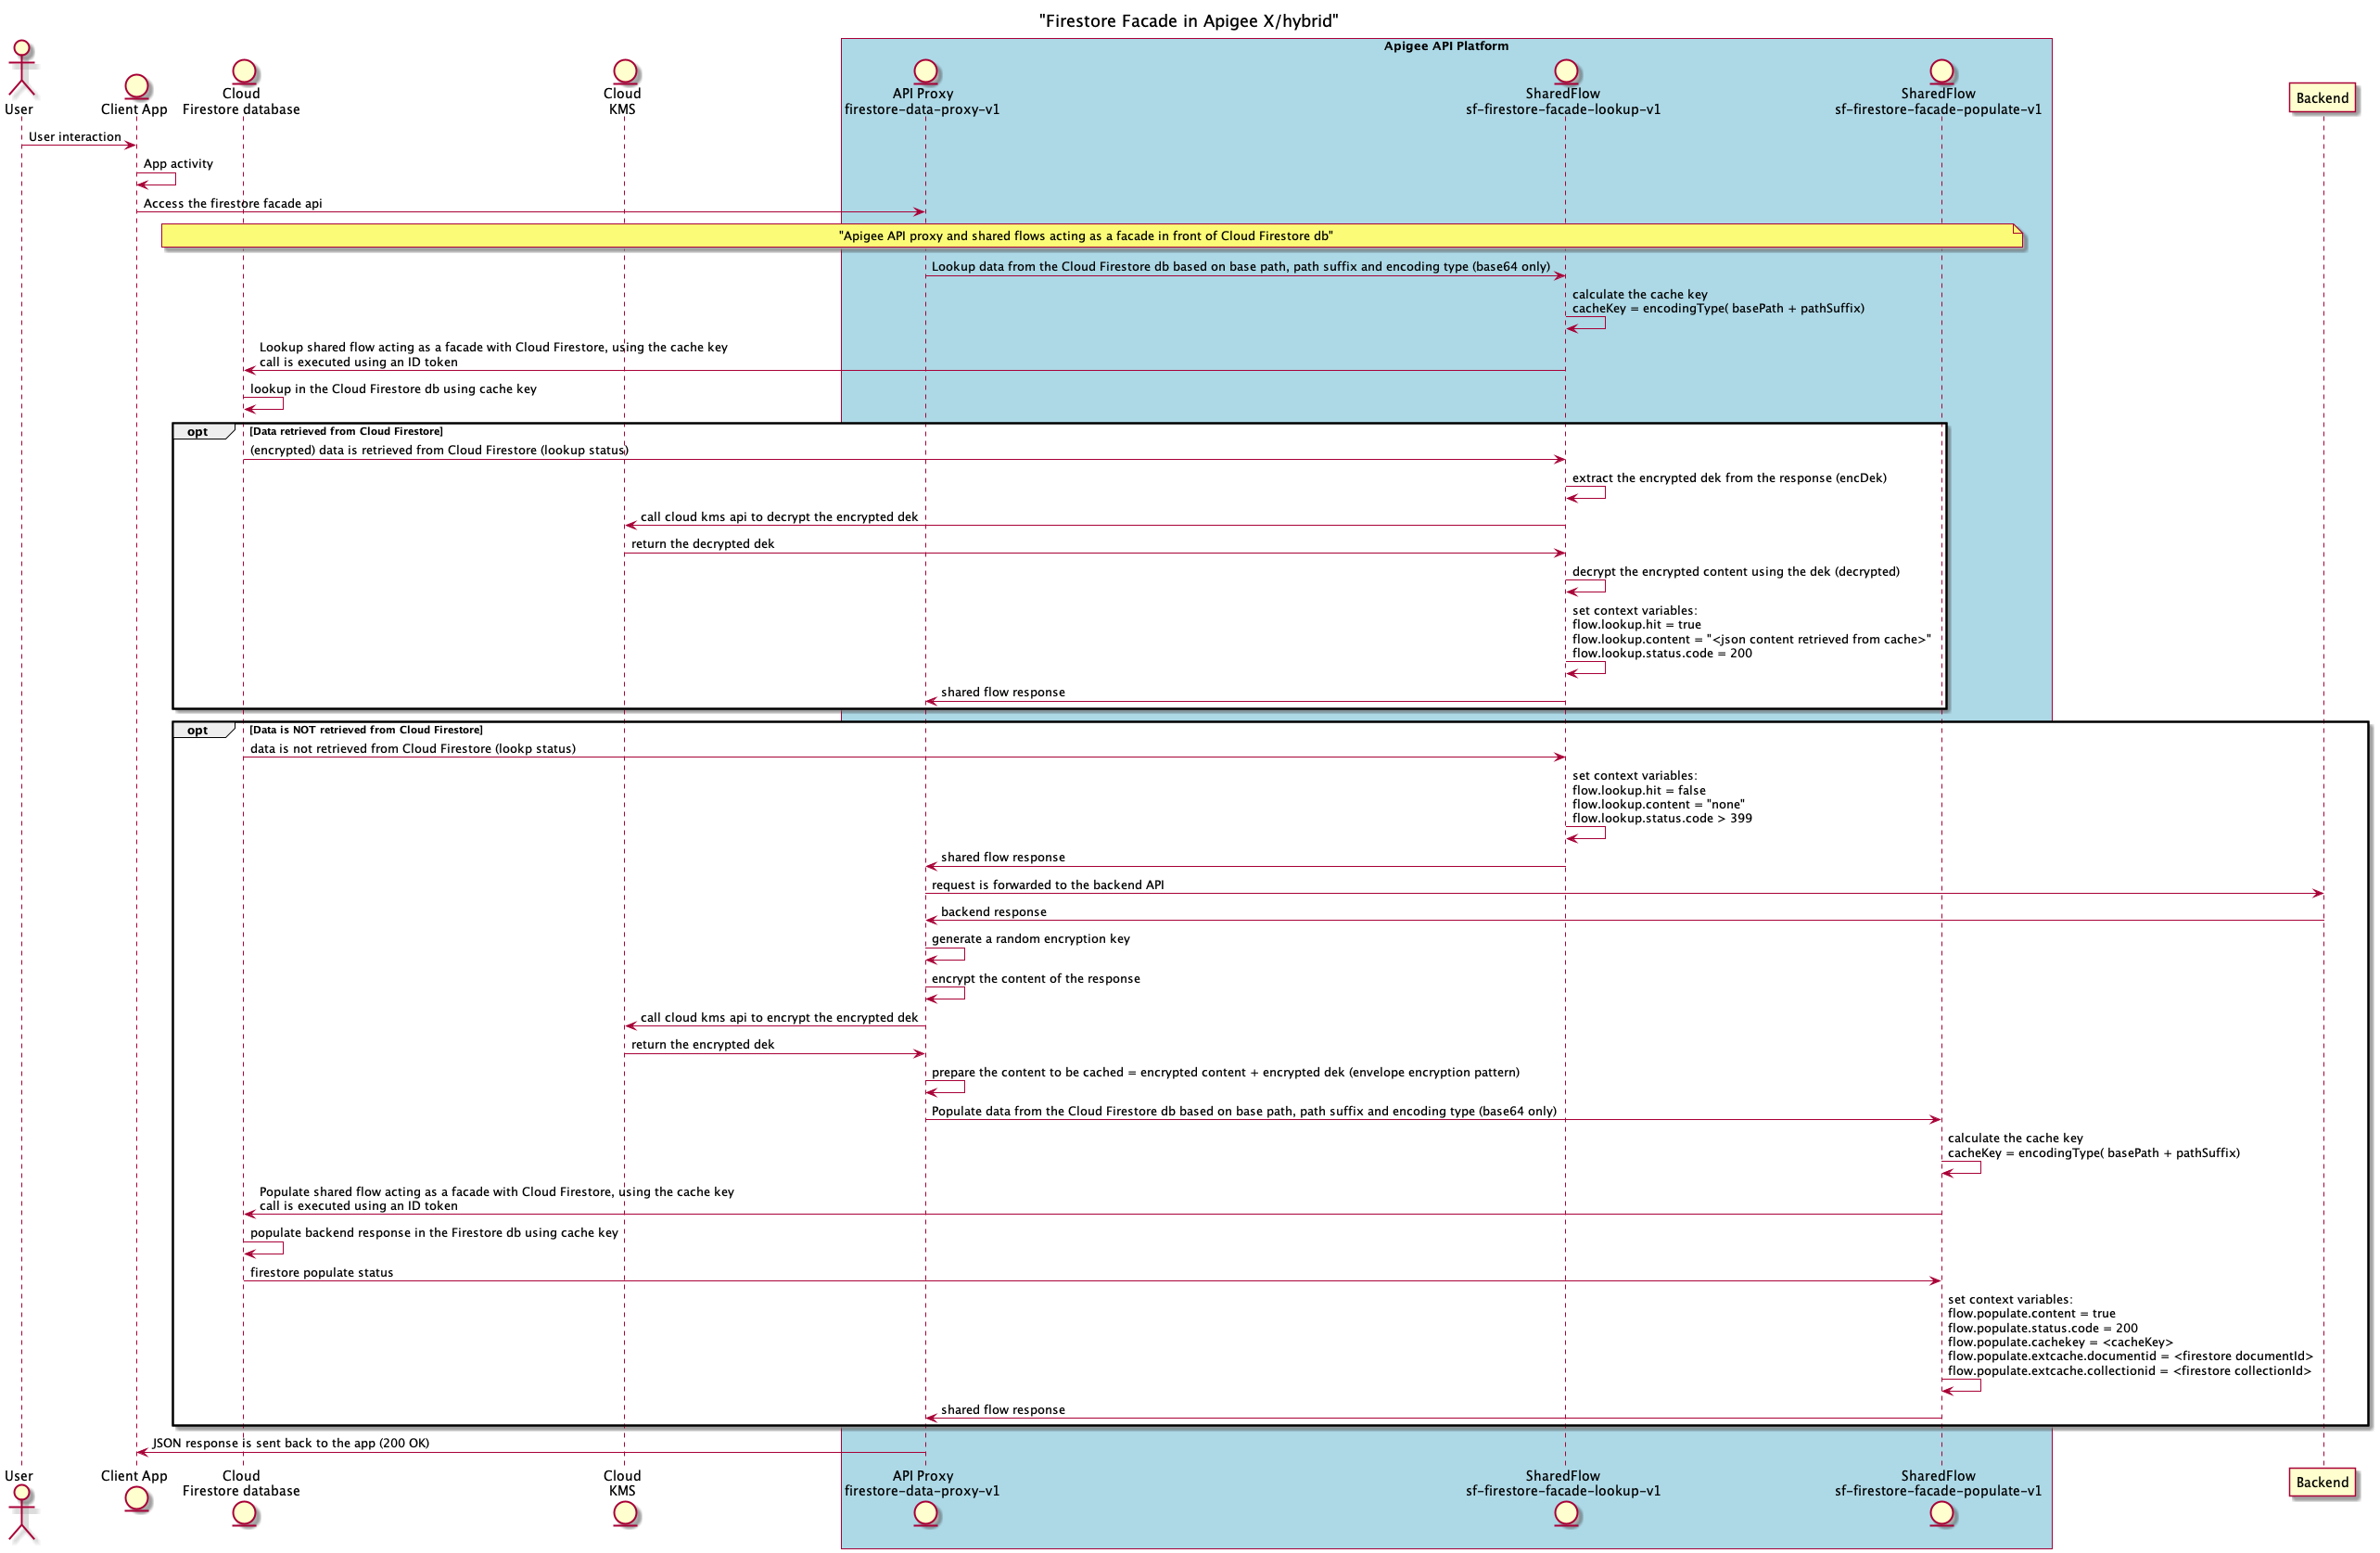 "Firestore Facade in Apigee X/hybrid"
Apigee API Platform
User
Client App
Cloud
Firestore database
Cloud
KMS
API Proxy
firestore-data-proxy-v1
SharedFlow
sf-firestore-facade-lookup-v1
SharedFlow
sf-firestore-facade-populate-v1
Backend
User interaction
App activity
Access the firestore facade api
"Apigee API proxy and shared flows acting as a facade in front of Cloud Firestore db"
Lookup data from the Cloud Firestore db based on base path, path suffix and encoding type (base64 only)
calculate the cache key
cacheKey = encodingType( basePath + pathSuffix)
Lookup shared flow acting as a facade with Cloud Firestore, using the cache key
call is executed using an ID token
lookup in the Cloud Firestore db using cache key
opt [Data retrieved from Cloud Firestore]
(encrypted) data is retrieved from Cloud Firestore (lookup status)
extract the encrypted dek from the response (encDek)
call cloud kms api to decrypt the encrypted dek
return the decrypted dek
decrypt the encrypted content using the dek (decrypted)
set context variables:
flow.lookup.hit = true
flow.lookup.content = "<json content retrieved from cache>"
flow.lookup.status.code = 200
shared flow response
opt [Data is NOT retrieved from Cloud Firestore]
data is not retrieved from Cloud Firestore (lookp status)
set context variables:
flow.lookup.hit = false
flow.lookup.content = "none"
flow.lookup.status.code > 399
shared flow response
request is forwarded to the backend API
backend response
generate a random encryption key
encrypt the content of the response
call cloud kms api to encrypt the encrypted dek
return the encrypted dek
prepare the content to be cached = encrypted content + encrypted dek (envelope encryption pattern)
Populate data from the Cloud Firestore db based on base path, path suffix and encoding type (base64 only)
calculate the cache key
cacheKey = encodingType( basePath + pathSuffix)
Populate shared flow acting as a facade with Cloud Firestore, using the cache key
call is executed using an ID token
populate backend response in the Firestore db using cache key
firestore populate status
set context variables:
flow.populate.content = true
flow.populate.status.code = 200
flow.populate.cachekey = <cacheKey>
flow.populate.extcache.documentid = <firestore documentId>
flow.populate.extcache.collectionid = <firestore collectionId>
shared flow response
JSON response is sent back to the app (200 OK)
User
Client App
Cloud
Firestore database
Cloud
KMS
API Proxy
firestore-data-proxy-v1
SharedFlow
sf-firestore-facade-lookup-v1
SharedFlow
sf-firestore-facade-populate-v1
Backend